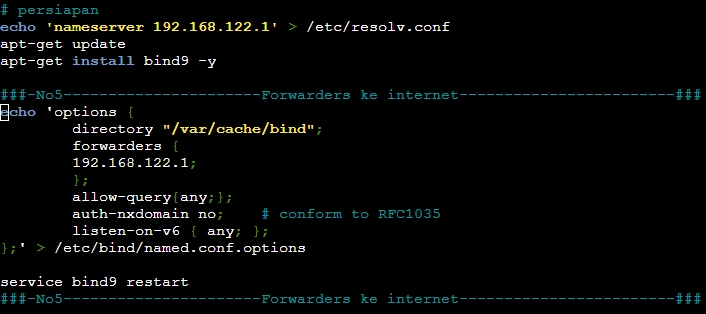 # persiapan
echo 'nameserver 192.168.122.1' > /etc/resolv.conf
apt-get update
apt-get install bind9 -y

###-No5----------------------Forwarders ke internet------------------------###
echo 'options {
        directory "/var/cache/bind";
        forwarders {
        192.168.122.1;
        };
        allow-query{any;};
        auth-nxdomain no;    # conform to RFC1035
        listen-on-v6 { any; };
};' > /etc/bind/named.conf.options

service bind9 restart
###-No5----------------------Forwarders ke internet------------------------###